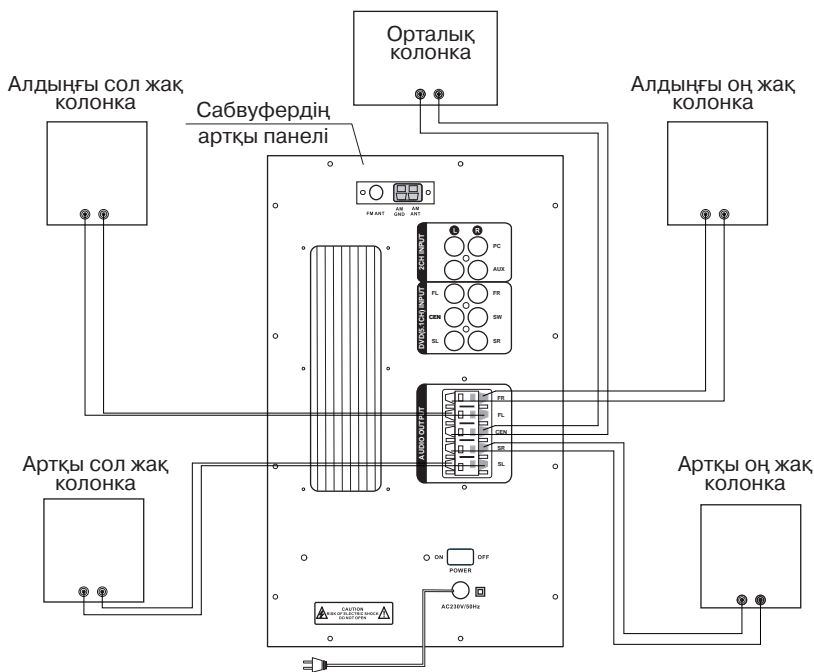 Орталық
колонка
Алдыңғы сол жақ
колонка
Алдыңғы оң жақ
колонка
Сабвуфердің
артқы панелі
FM ANT
AM
GND
AM
ANT
L
R
2CH INPUT
PC
AUX
DVD(5.1CH) INPUT
FL
FR
CEN
SW
SL
SR
AUDIO OUTPUT
FR
FL
CEN
SR
SL
Артқы сол жақ
колонка
Артқы оң жақ
колонка
ON
OFF
POWER
AC230V/50Hz
CAUTION
RISK OF ELECTRIC SHOCK
DO NOT OPEN